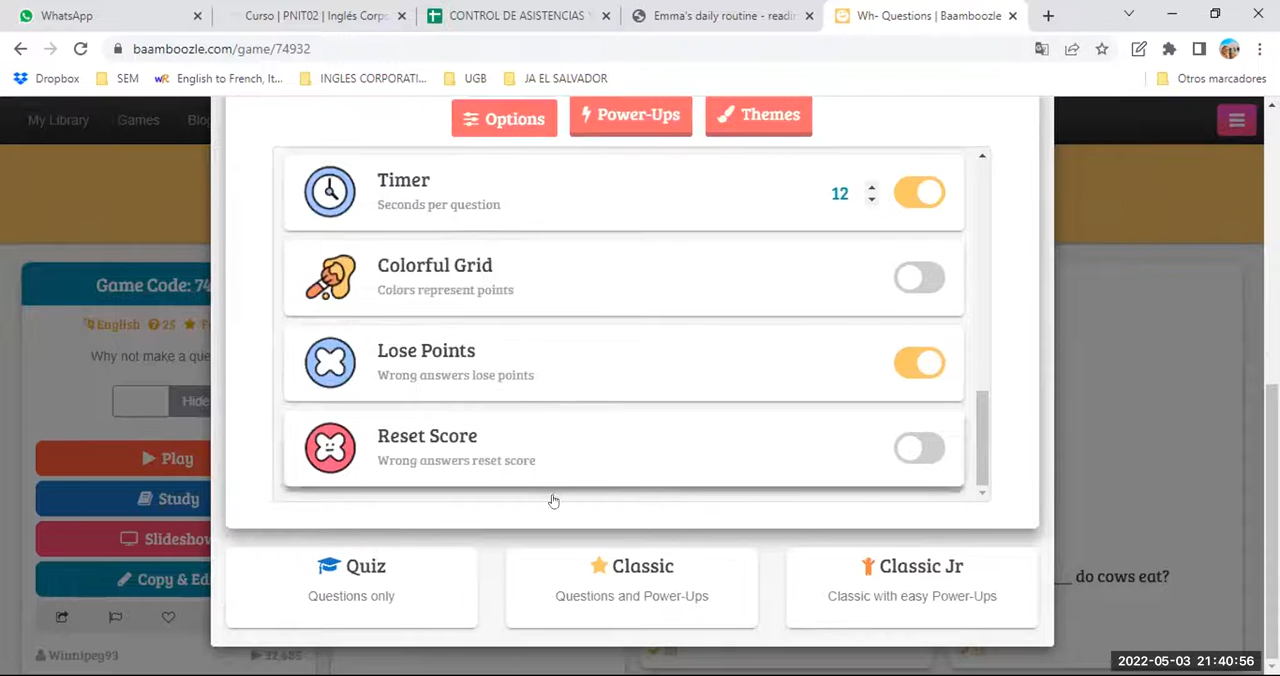 WhatsApp
Curso | PNIT02 | Inglés Corp
CONTROL DE ASISTENCIAS Y
Emma's daily routine - readi
Wh- Questions | Baamboozle
baamboozle.com/game/74932
Dropbox
SEM
English to French, It...
INGLES CORPORATI...
UGB
JA EL SALVADOR
Otros marcadores
My Library
Games
Blog
Options
Power-Ups
Themes
Timer
Seconds per question
12
Colorful Grid
Colors represent points
Lose Points
Wrong answers lose points
Reset Score
Wrong answers reset score
Game Code: 74
English 25
Why not make a que
Hide
Play
Study
Slideshow
Copy & Ed
Winnipeg93
32,685
do cows eat?
Quiz
Questions only
Classic
Questions and Power-Ups
Classic Jr
Classic with easy Power-Ups
2022-05-03 21:40:56